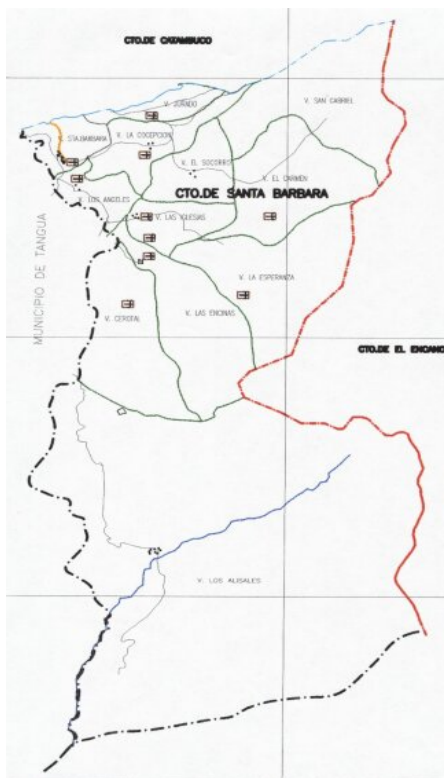 CTO.DE CATAMBUCO
V. JURADO
V. SAN GABRIEL
V. STA.BARBARA
V. LA COCEPCION
V. EL SOCORRO
V. EL CARMEN
CTO.DE SANTA BARBARA
V. LOS ANGELES
V. LAS IGLESIAS
MUNICIPIO DE TANGUA
V. LA ESPERANZA
V. CEROTAL
V. LAS ENCINAS
CTO.DE EL ENCANO
V. LOS ALISALES